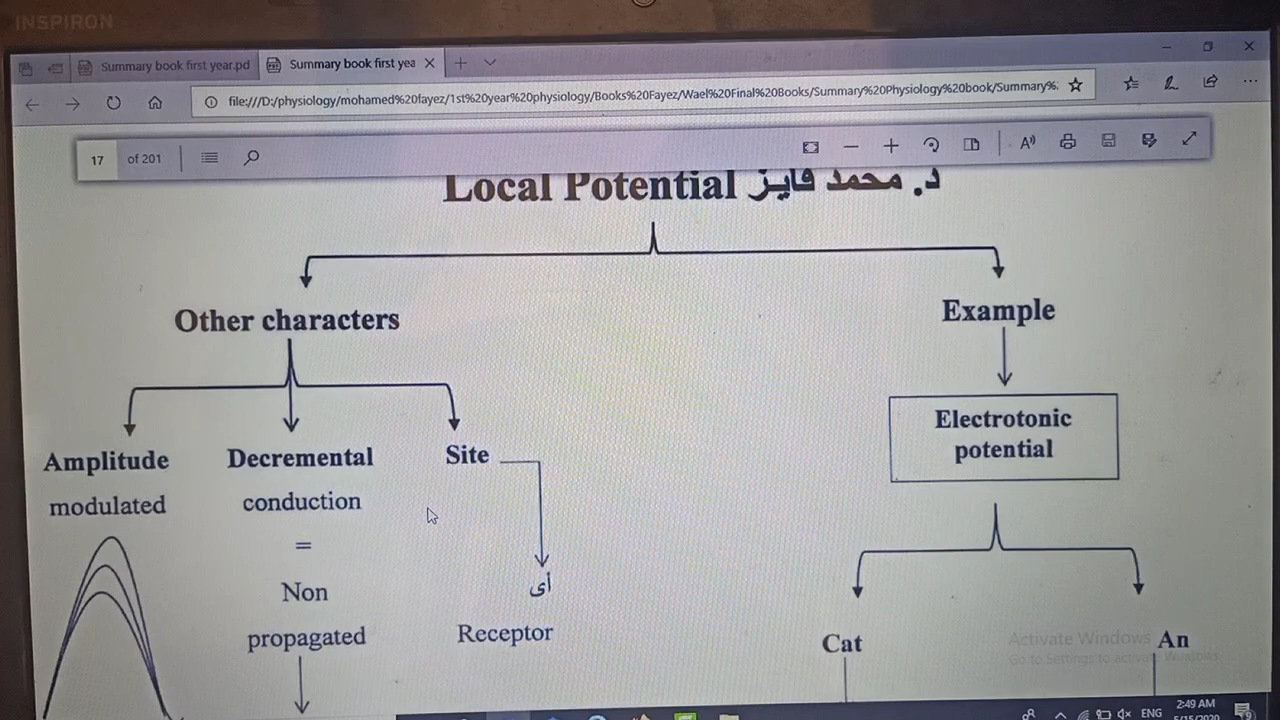 INSPIRON
Summary book first year.pd
Summary book first yea
file:///D:/physiology/mohamed%20fayez/1st%20year%20physiology/Books%20Fayez/Wael%20Final%20Books/Summary%20Physiology%20book/Summary%
17 of 201
Local Potential د. محمد فايز
Other characters
Example
Electrotonic
potential
Amplitude
modulated
Decremental
conduction
=
Non
propagated
Site
أى
Receptor
Cat
An
Activate Windows
Go to Settings to activate Windows.
ENG
2:49 AM
5/15/2020